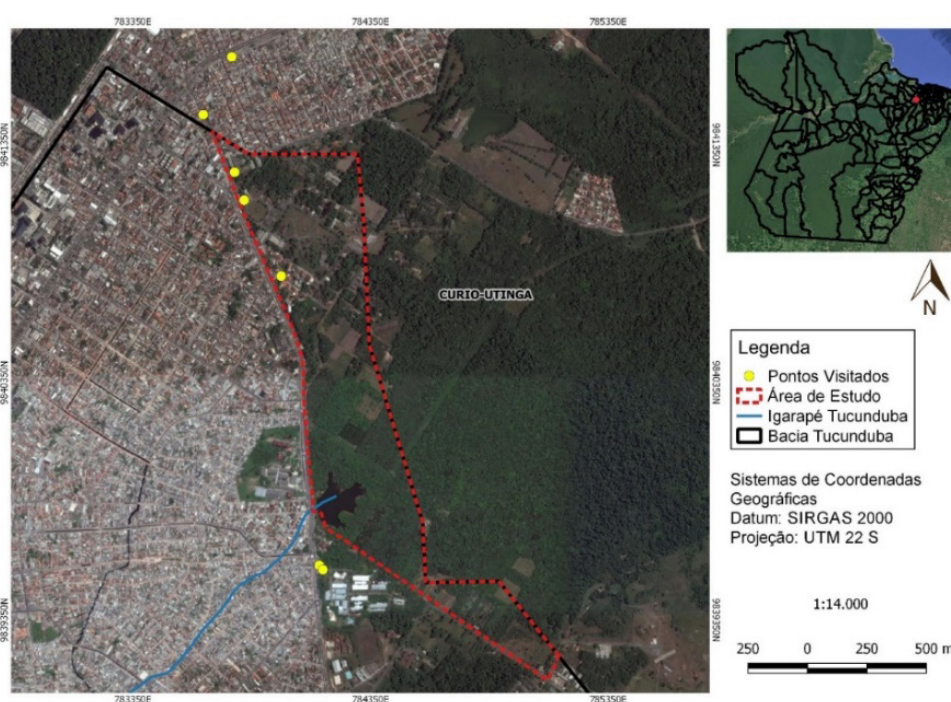 783350E 784350E 785350E
9841350N
9841350N
CURIO-UTINGA
N
9840350N
9840350N
9839350N
9839350N
783350E 784350E 785350E
Legenda
Pontos Visitados
Área de Estudo
Igarapé Tucunduba
Bacia Tucunduba
Sistemas de Coordenadas
Geográficas
Datum: SIRGAS 2000
Projeção: UTM 22 S
1:14.000
250 0 250 500 m